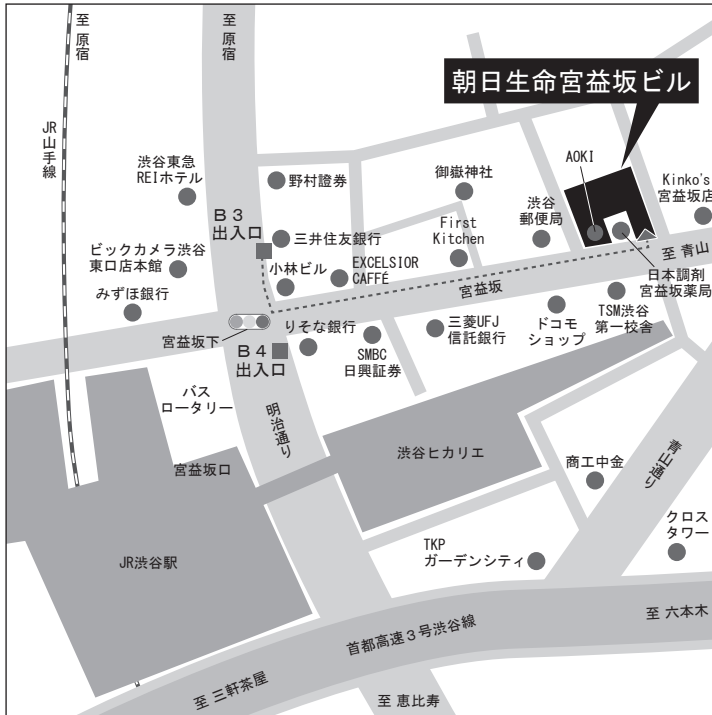 至 原宿
至 原宿
朝日生命宮益坂ビル
JR山手線
渋谷東急
REIホテル
野村證券
御嶽神社
AOKI
Kinko's
宮益坂店
B3
出入口
三井住友銀行
First
Kitchen
渋谷
郵便局
ビックカメラ渋谷
東口店本館
小林ビル
EXCELSIOR
CAFFÉ
至 青山
みずほ銀行
宮益坂
日本調剤
宮益坂薬局
宮益坂下
りそな銀行
三菱UFJ
信託銀行
ドコモ
ショップ
TSM渋谷
第一校舎
B4
出入口
SMBC
日興証券
バス
ロータリー
明治通り
渋谷ヒカリエ
青山通り
宮益坂口
商工中金
クロス
タワー
JR渋谷駅
TKP
ガーデンシティ
首都高速3号渋谷線
至 六本木
至 三軒茶屋
至 恵比寿